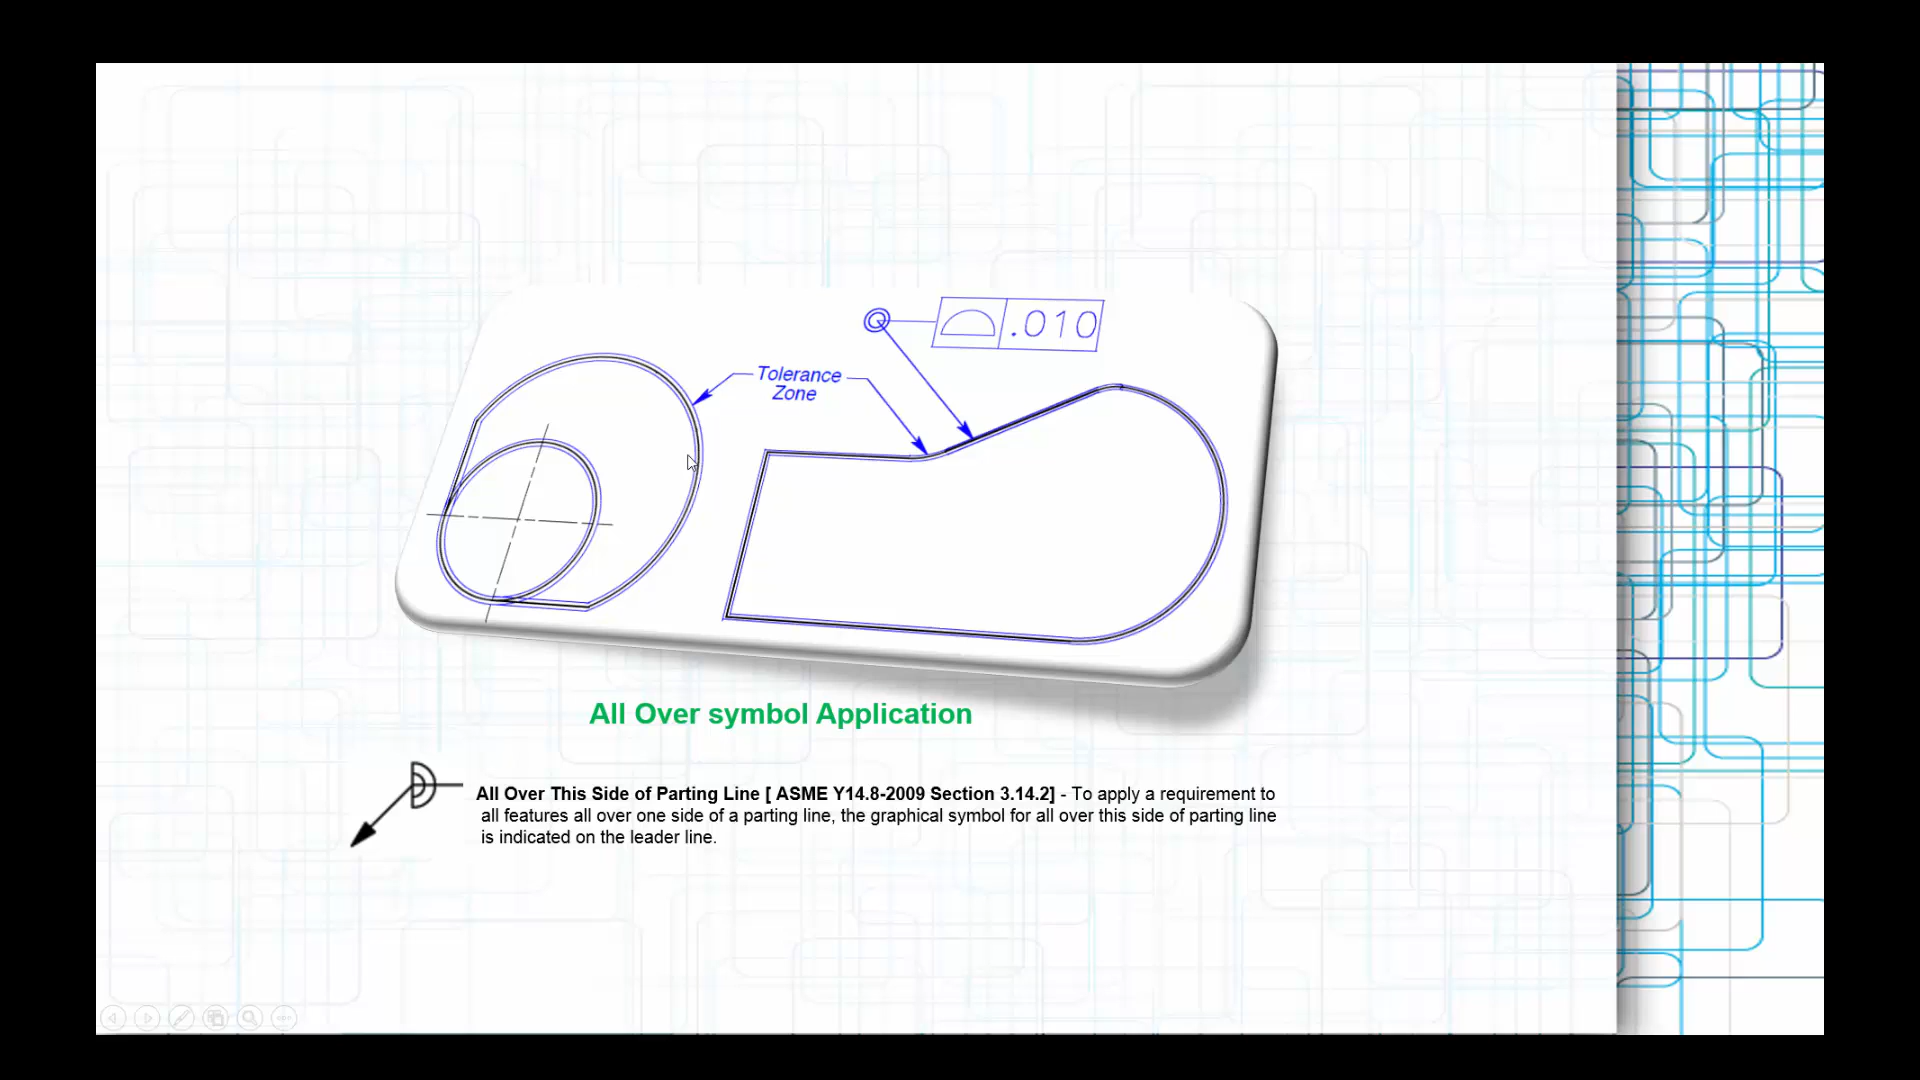 .010
Tolerance
Zone
All Over symbol Application
All Over This Side of Parting Line [ ASME Y14.8-2009 Section 3.14.2] - To apply a requirement to
all features all over one side of a parting line, the graphical symbol for all over this side of parting line
is indicated on the leader line.